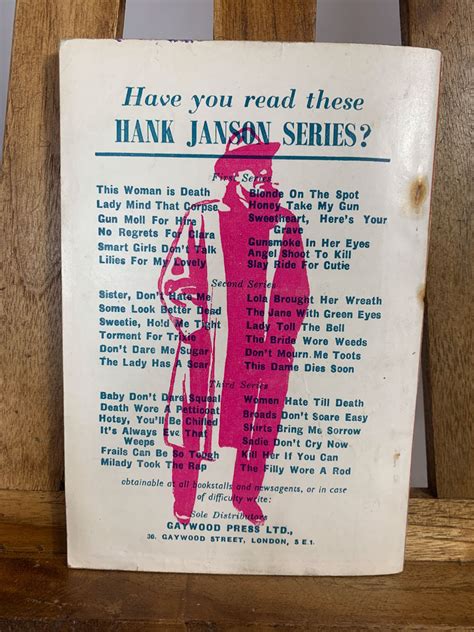 Have you read these
HANK JANSON SERIES?
First Series
This Woman is Death
Lady Mind That Corpse
Gun Moll For Hire
No Regrets For Clara
Smart Girls Don't Talk
Lilies For My Lovely
Blonde On The Spot
Honey Take My Gun
Sweetheart, Here's Your
Grave
Gunsmoke In Her Eyes
Angel Shoot To Kill
Slay Ride For Cutie
Second Series
Sister, Don't Hate Me
Some Look Better Dead
Sweetie, Hold Me Tight
Torment For Trixie
Don't Dare Me Sugar
The Lady Has A Scar
Lola Brought Her Wreath
The Jane With Green Eyes
Lady Toll The Bell
The Bride Wore Weeds
Don't Mourn Me Toots
This Dame Dies Soon
Third Series
Baby Don't Dare Squeal
Death Wore A Petticoat
Hotsy, You'll Be Chilled
It's Always Eve That
Weeps
Frails Can Be So Tough
Milady Took The Rap
Women Hate Till Death
Broads Don't Scare Easy
Skirts Bring Me Sorrow
Sadie Don't Cry Now
Kill Her If You Can
The Filly Wore A Rod
obtainable at all bookstalls and newsagents, or in case
of difficulty write:
Sole Distributors
GAYWOOD PRESS LTD.,
30, GAYWOOD STREET, LONDON, S.E.1.